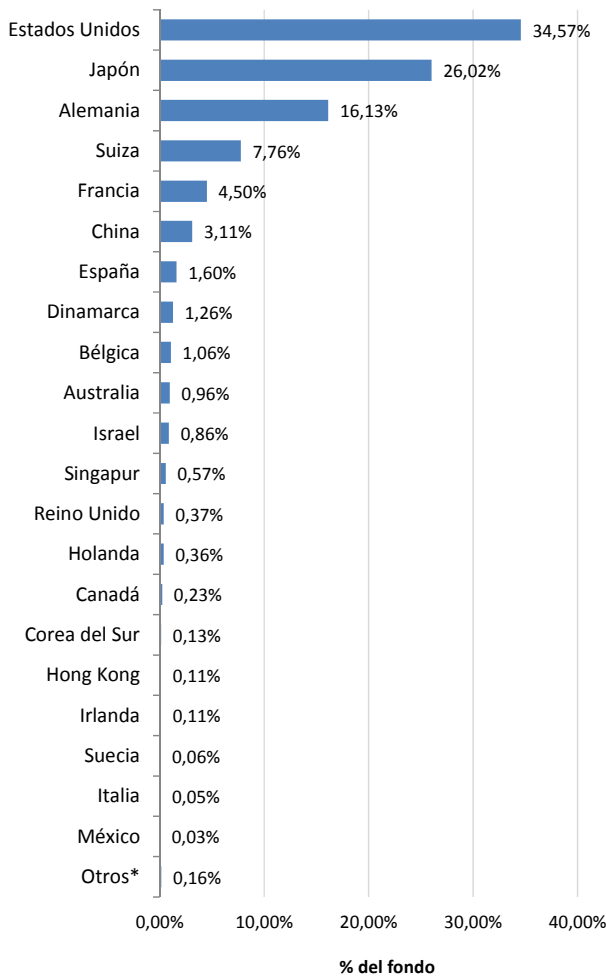 Estados Unidos 34,57%
Japón 26,02%
Alemania 16,13%
Suiza 7,76%
Francia 4,50%
China 3,11%
España 1,60%
Dinamarca 1,26%
Bélgica 1,06%
Australia 0,96%
Israel 0,86%
Singapur 0,57%
Reino Unido 0,37%
Holanda 0,36%
Canadá 0,23%
Corea del Sur 0,13%
Hong Kong 0,11%
Irlanda 0,11%
Suecia 0,06%
Italia 0,05%
México 0,03%
Otros* 0,16%
0,00% 10,00% 20,00% 30,00% 40,00%
% del fondo